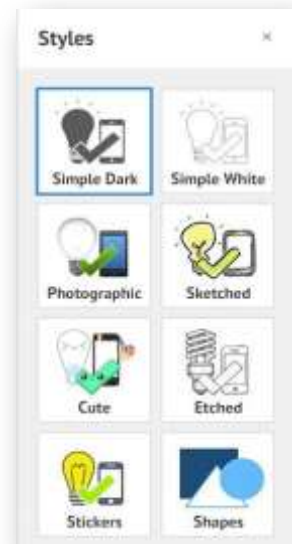 Styles ×
Simple Dark Simple White
Photographic Sketched
Cute Etched
Stickers Shapes